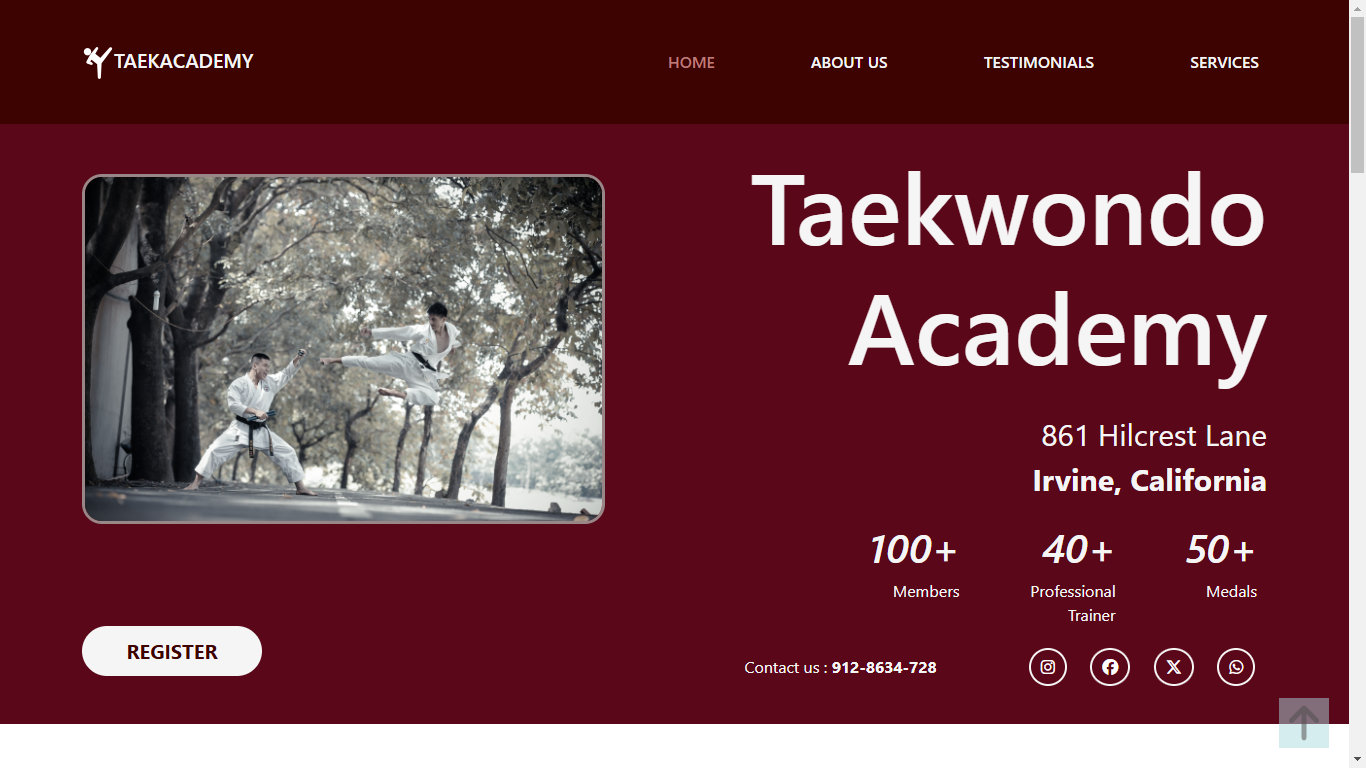 TAEKACADEMY
HOME
ABOUT US
TESTIMONIALS
SERVICES
Taekwondo
Academy
861 Hilcrest Lane
Irvine, California
100+
Members
40+
Professional
Trainer
50+
Medals
REGISTER
Contact us : 912-8634-728